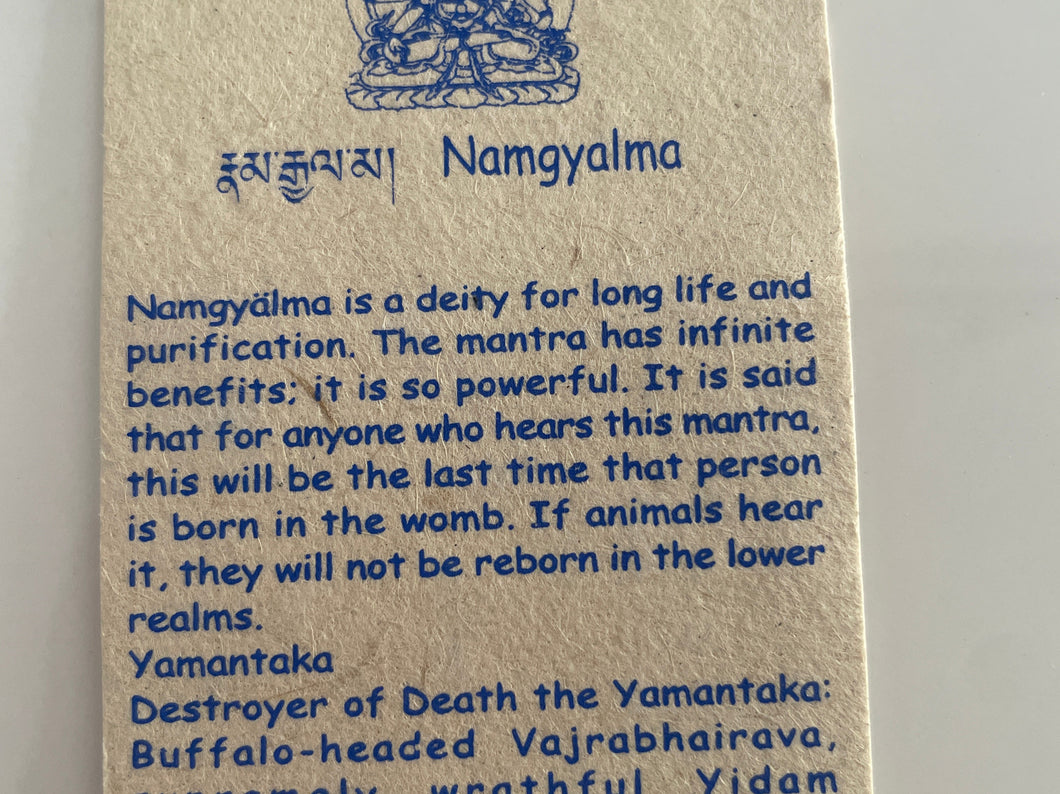 རྣམ་རྒྱལ་མ། Namgyalma
Namgyälma is a deity for long life and
purification. The mantra has infinite
benefits; it is so powerful. It is said
that for anyone who hears this mantra,
this will be the last time that person
is born in the womb. If animals hear
it, they will not be reborn in the lower
realms.
Yamantaka
Destroyer of Death the Yamantaka:
Buffalo-headed Vajrabhairava,
supremely wrathful Yidam